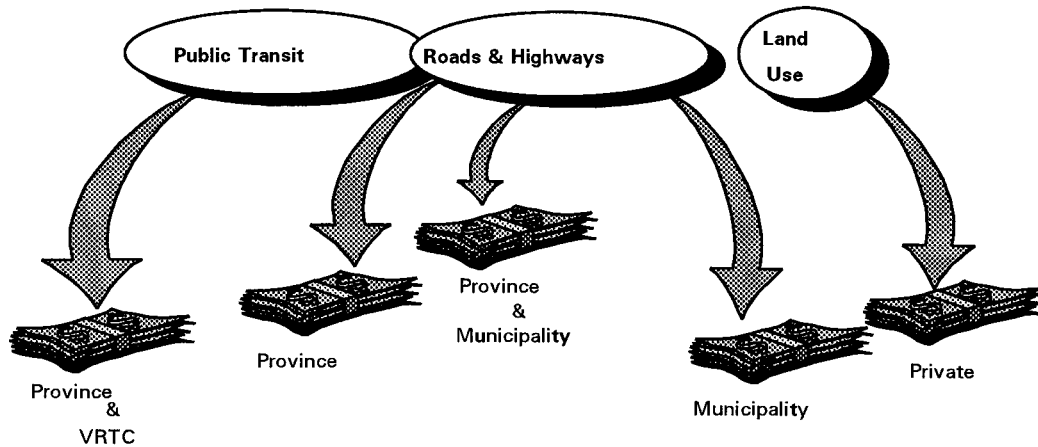 Public Transit
Roads & Highways
Land
Use
Province
&
VRTC
Province
Province
&
Municipality
Municipality
Private